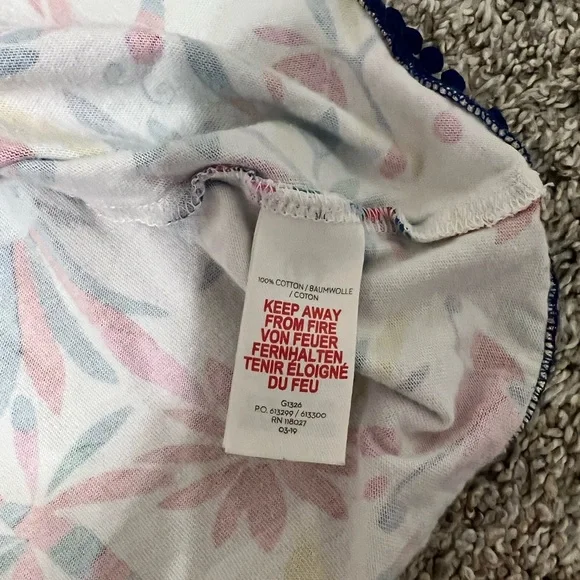 100% COTTON / BAUMWOLLE
/ COTON
KEEP AWAY
FROM FIRE
VON FEUER
FERNHALTEN
TENIR ÉLOIGNÉ
DU FEU
G1326
P.O. 613299 / 613300
RN 118027
03-19